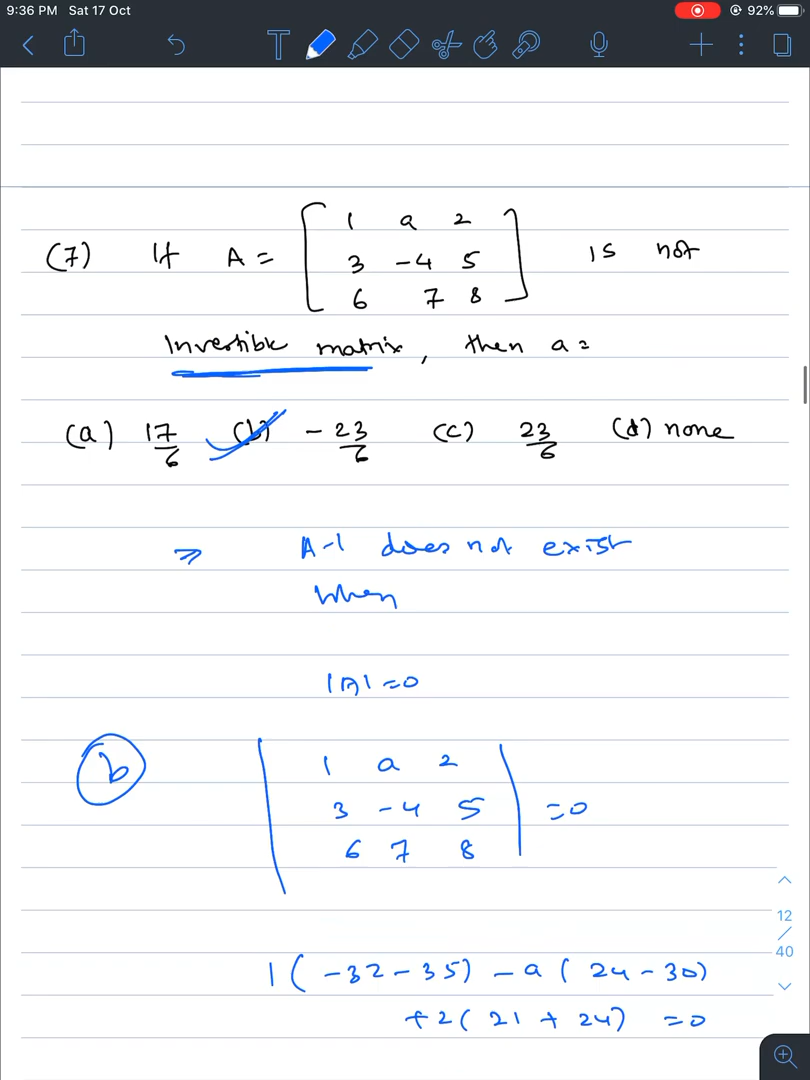 9:36 PM Sat 17 Oct 92%
1 a 2
(7) If A = 3 -4 5 is not
6 7 8
Invertible matrix, then a =
(a) 17/6 (b) -23/6 (c) 23/6 (d) none
⇒ A-1 does not exist
When
|A| = 0
b
1 a 2
3 -4 5 = 0
6 7 8
1 ( -32 - 35) - a ( 24 - 30)
+ 2 ( 21 + 24) = 0
12
/
40